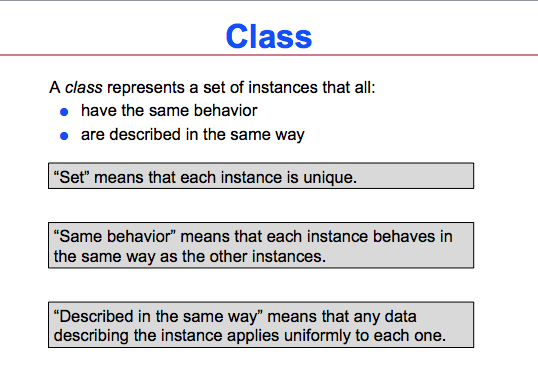 Class
A class represents a set of instances that all:
have the same behavior
are described in the same way
“Set” means that each instance is unique.
“Same behavior” means that each instance behaves in
the same way as the other instances.
“Described in the same way” means that any data
describing the instance applies uniformly to each one.